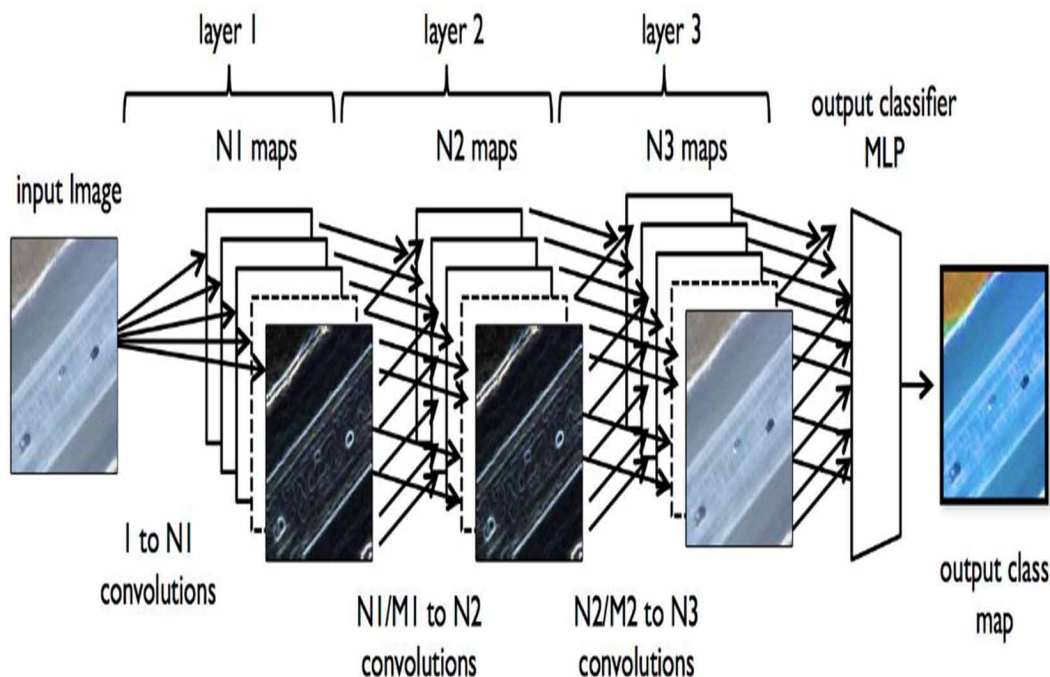 layer 1
layer 2
layer 3
N1 maps
N2 maps
N3 maps
output classifier
MLP
input Image
1 to N1
convolutions
N1/M1 to N2
convolutions
N2/M2 to N3
convolutions
output class
map